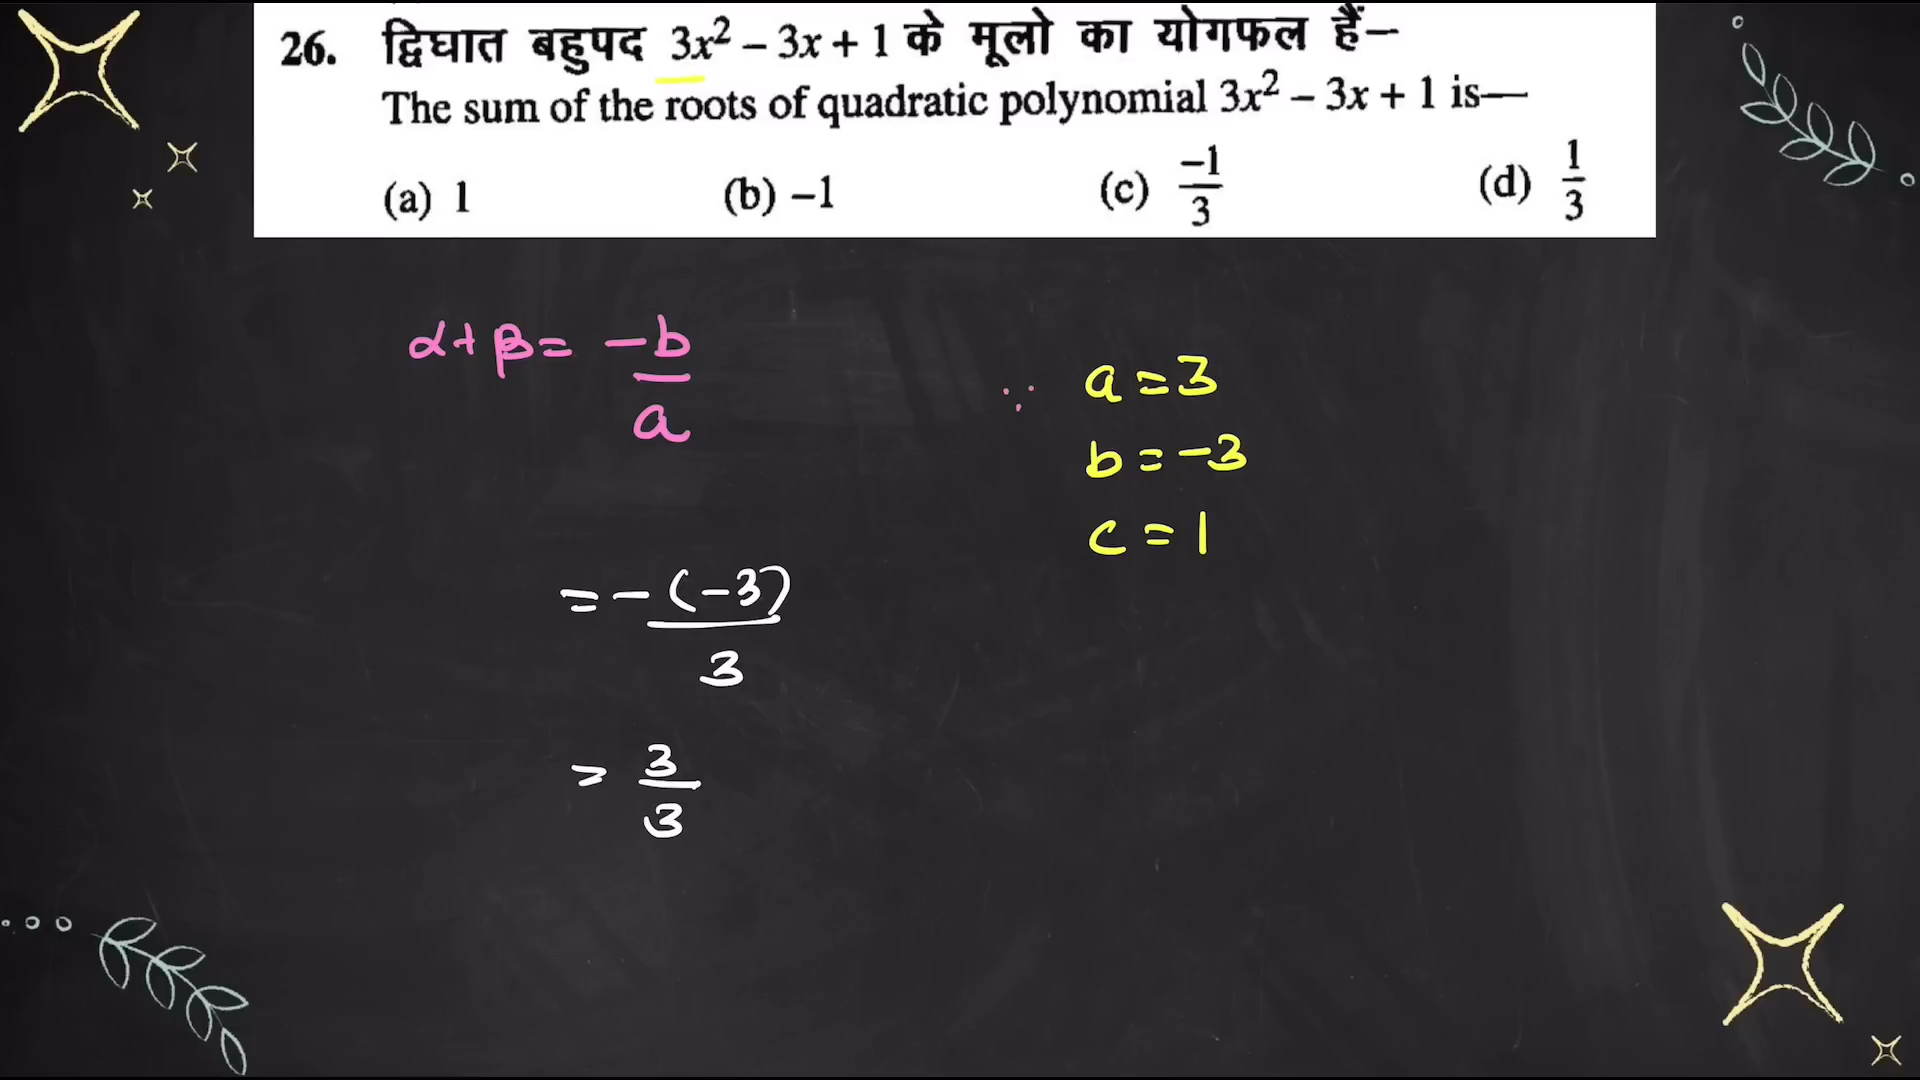 26. द्विघात बहुपद 3x² – 3x + 1 के मूलो का योगफल हैं–
The sum of the roots of quadratic polynomial 3x² – 3x + 1 is—
(a) 1 (b) –1 (c) –1/3 (d) 1/3
α+β = -b/a
∵ a = 3
b = -3
c = 1
= -(-3)/3
= 3/3